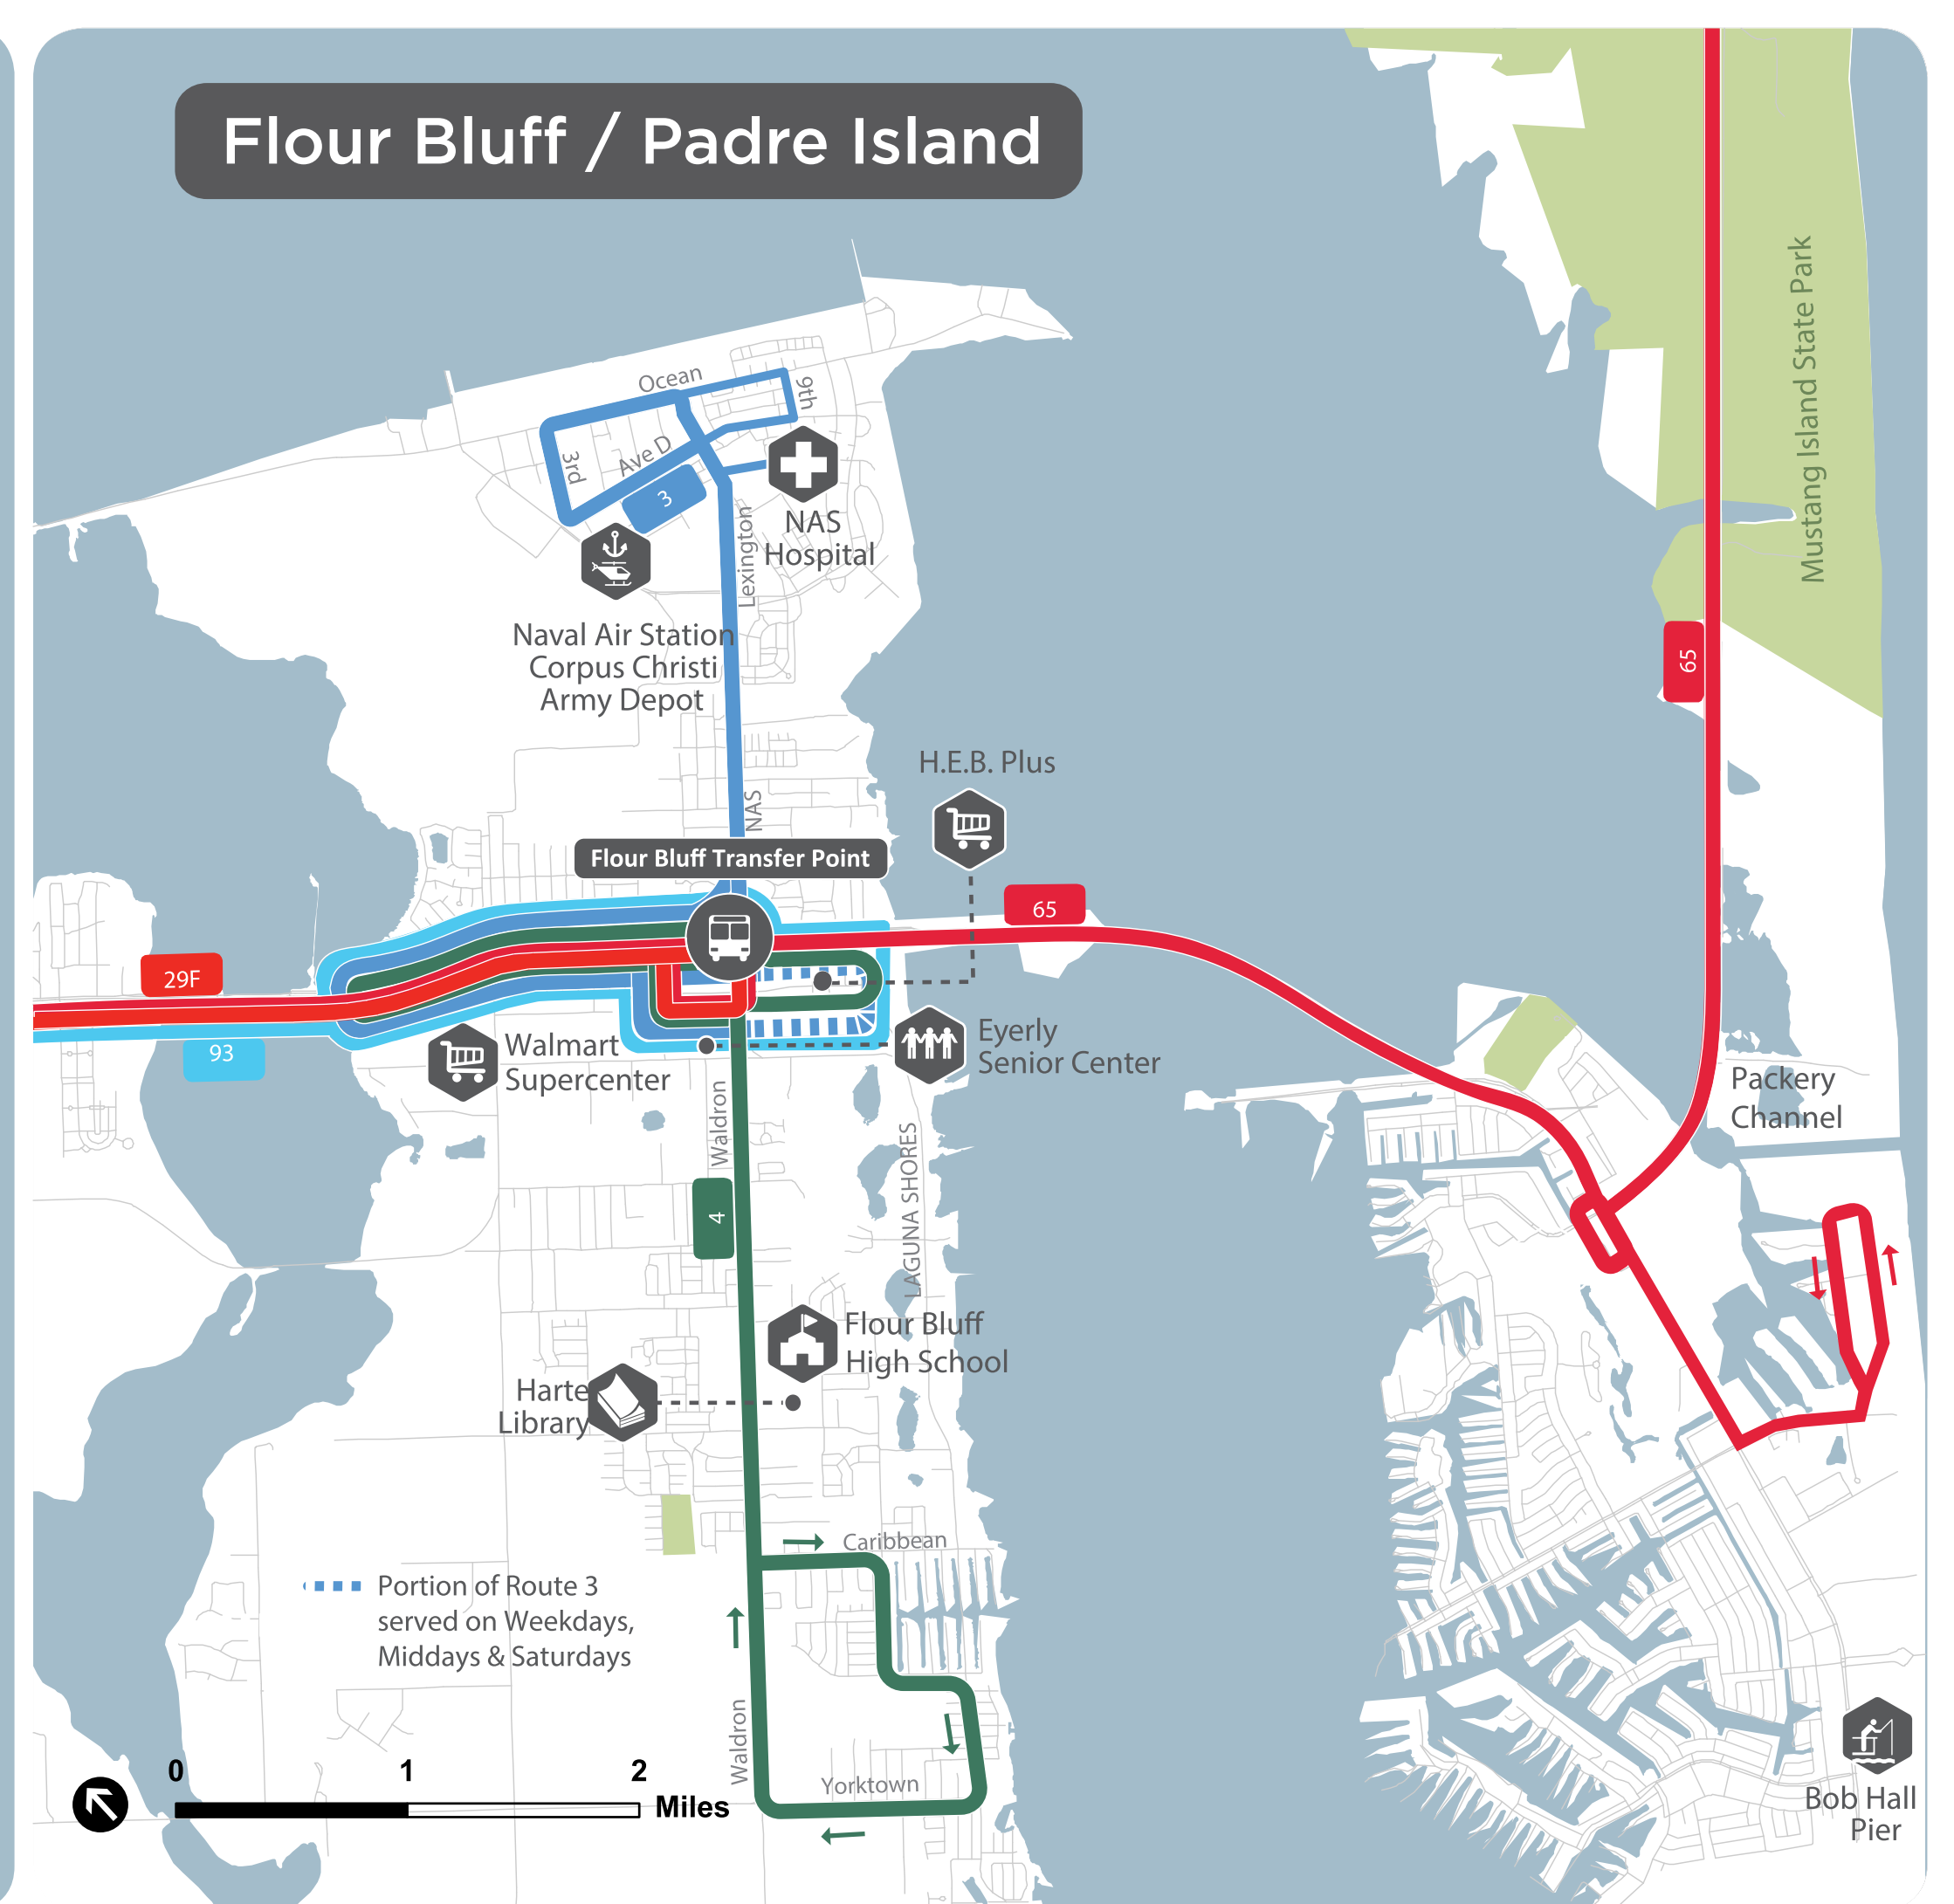 Flour Bluff / Padre Island
Mustang Island State Park
Ocean
9th
3rd
Ave D
3
NAS
Hospital
Lexington
Naval Air Station
Corpus Christi
Army Depot
65
H.E.B. Plus
NAS
Flour Bluff Transfer Point
65
29F
93
Walmart
Supercenter
Eyerly
Senior Center
Packery
Channel
Waldron
LAGUNA SHORES
4
Flour Bluff
High School
Harte
Library
Caribbean
Portion of Route 3
served on Weekdays,
Middays & Saturdays
Waldron
Yorktown
0 1 2
Miles
Bob Hall
Pier